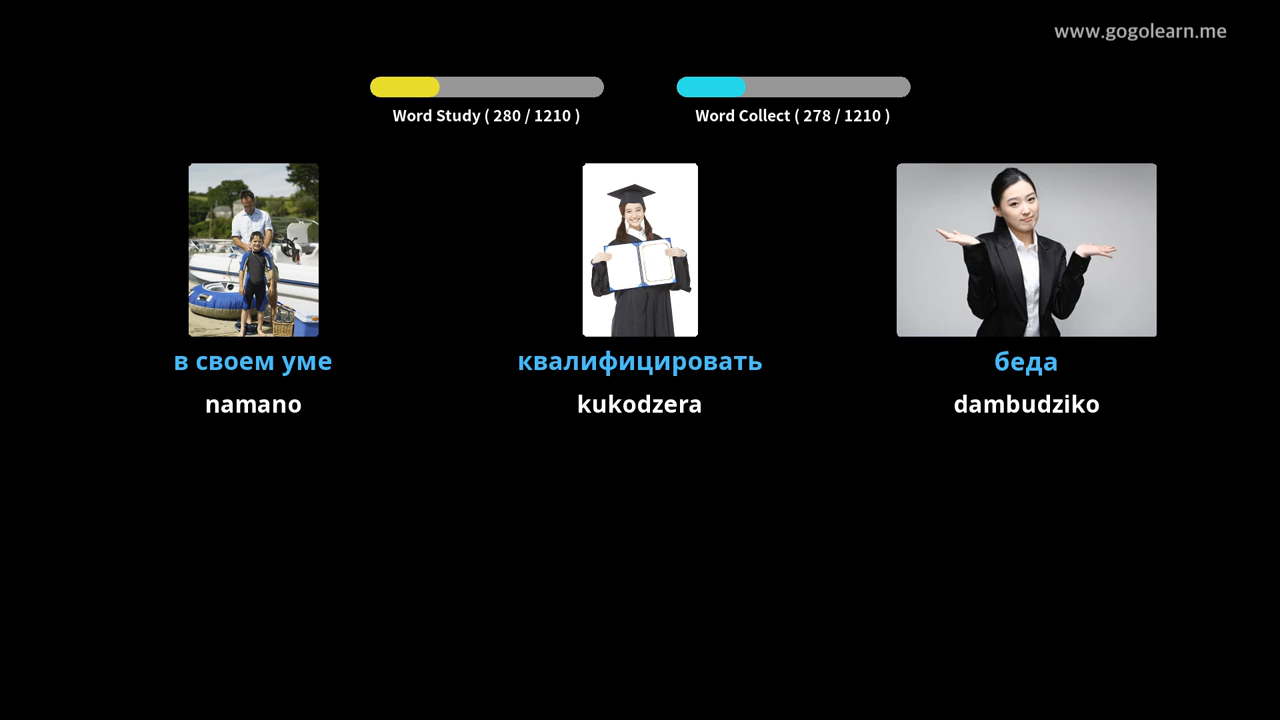 www.gogolearn.me
Word Study ( 280 / 1210 )
Word Collect ( 278 / 1210 )
в своем уме
namano
квалифицировать
kukodzera
беда
dambudziko